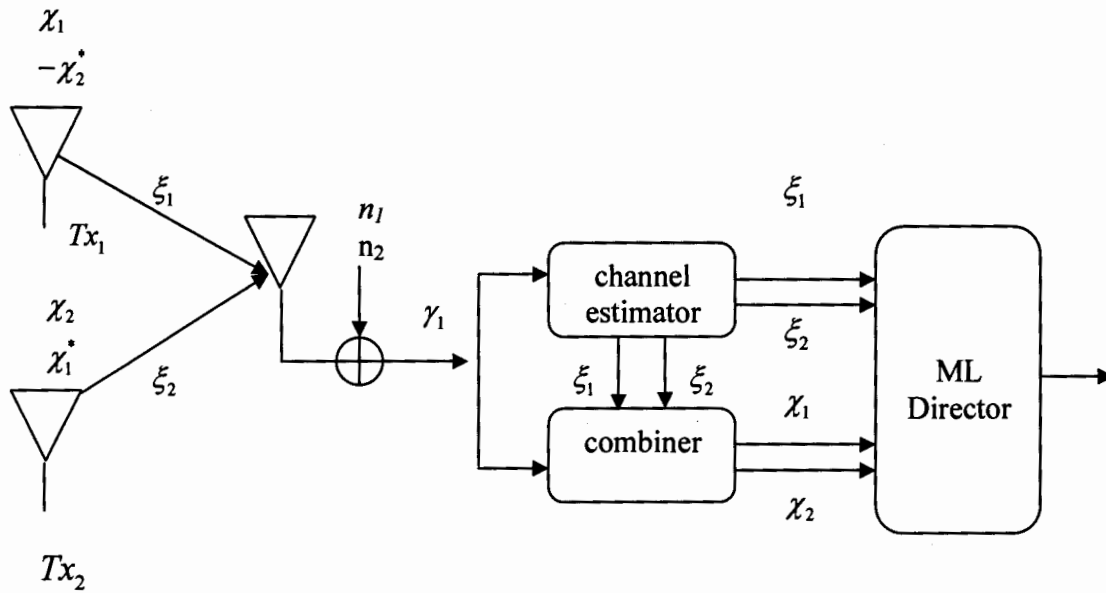 χ₁
−χ₂*
ξ₁
Tx₁
χ₂
χ₁*
ξ₂
Tx₂
n₁
n₂
γ₁
channel
estimator
ξ₁
ξ₂
ξ₁
ξ₂
combiner
χ₁
χ₂
ML
Director